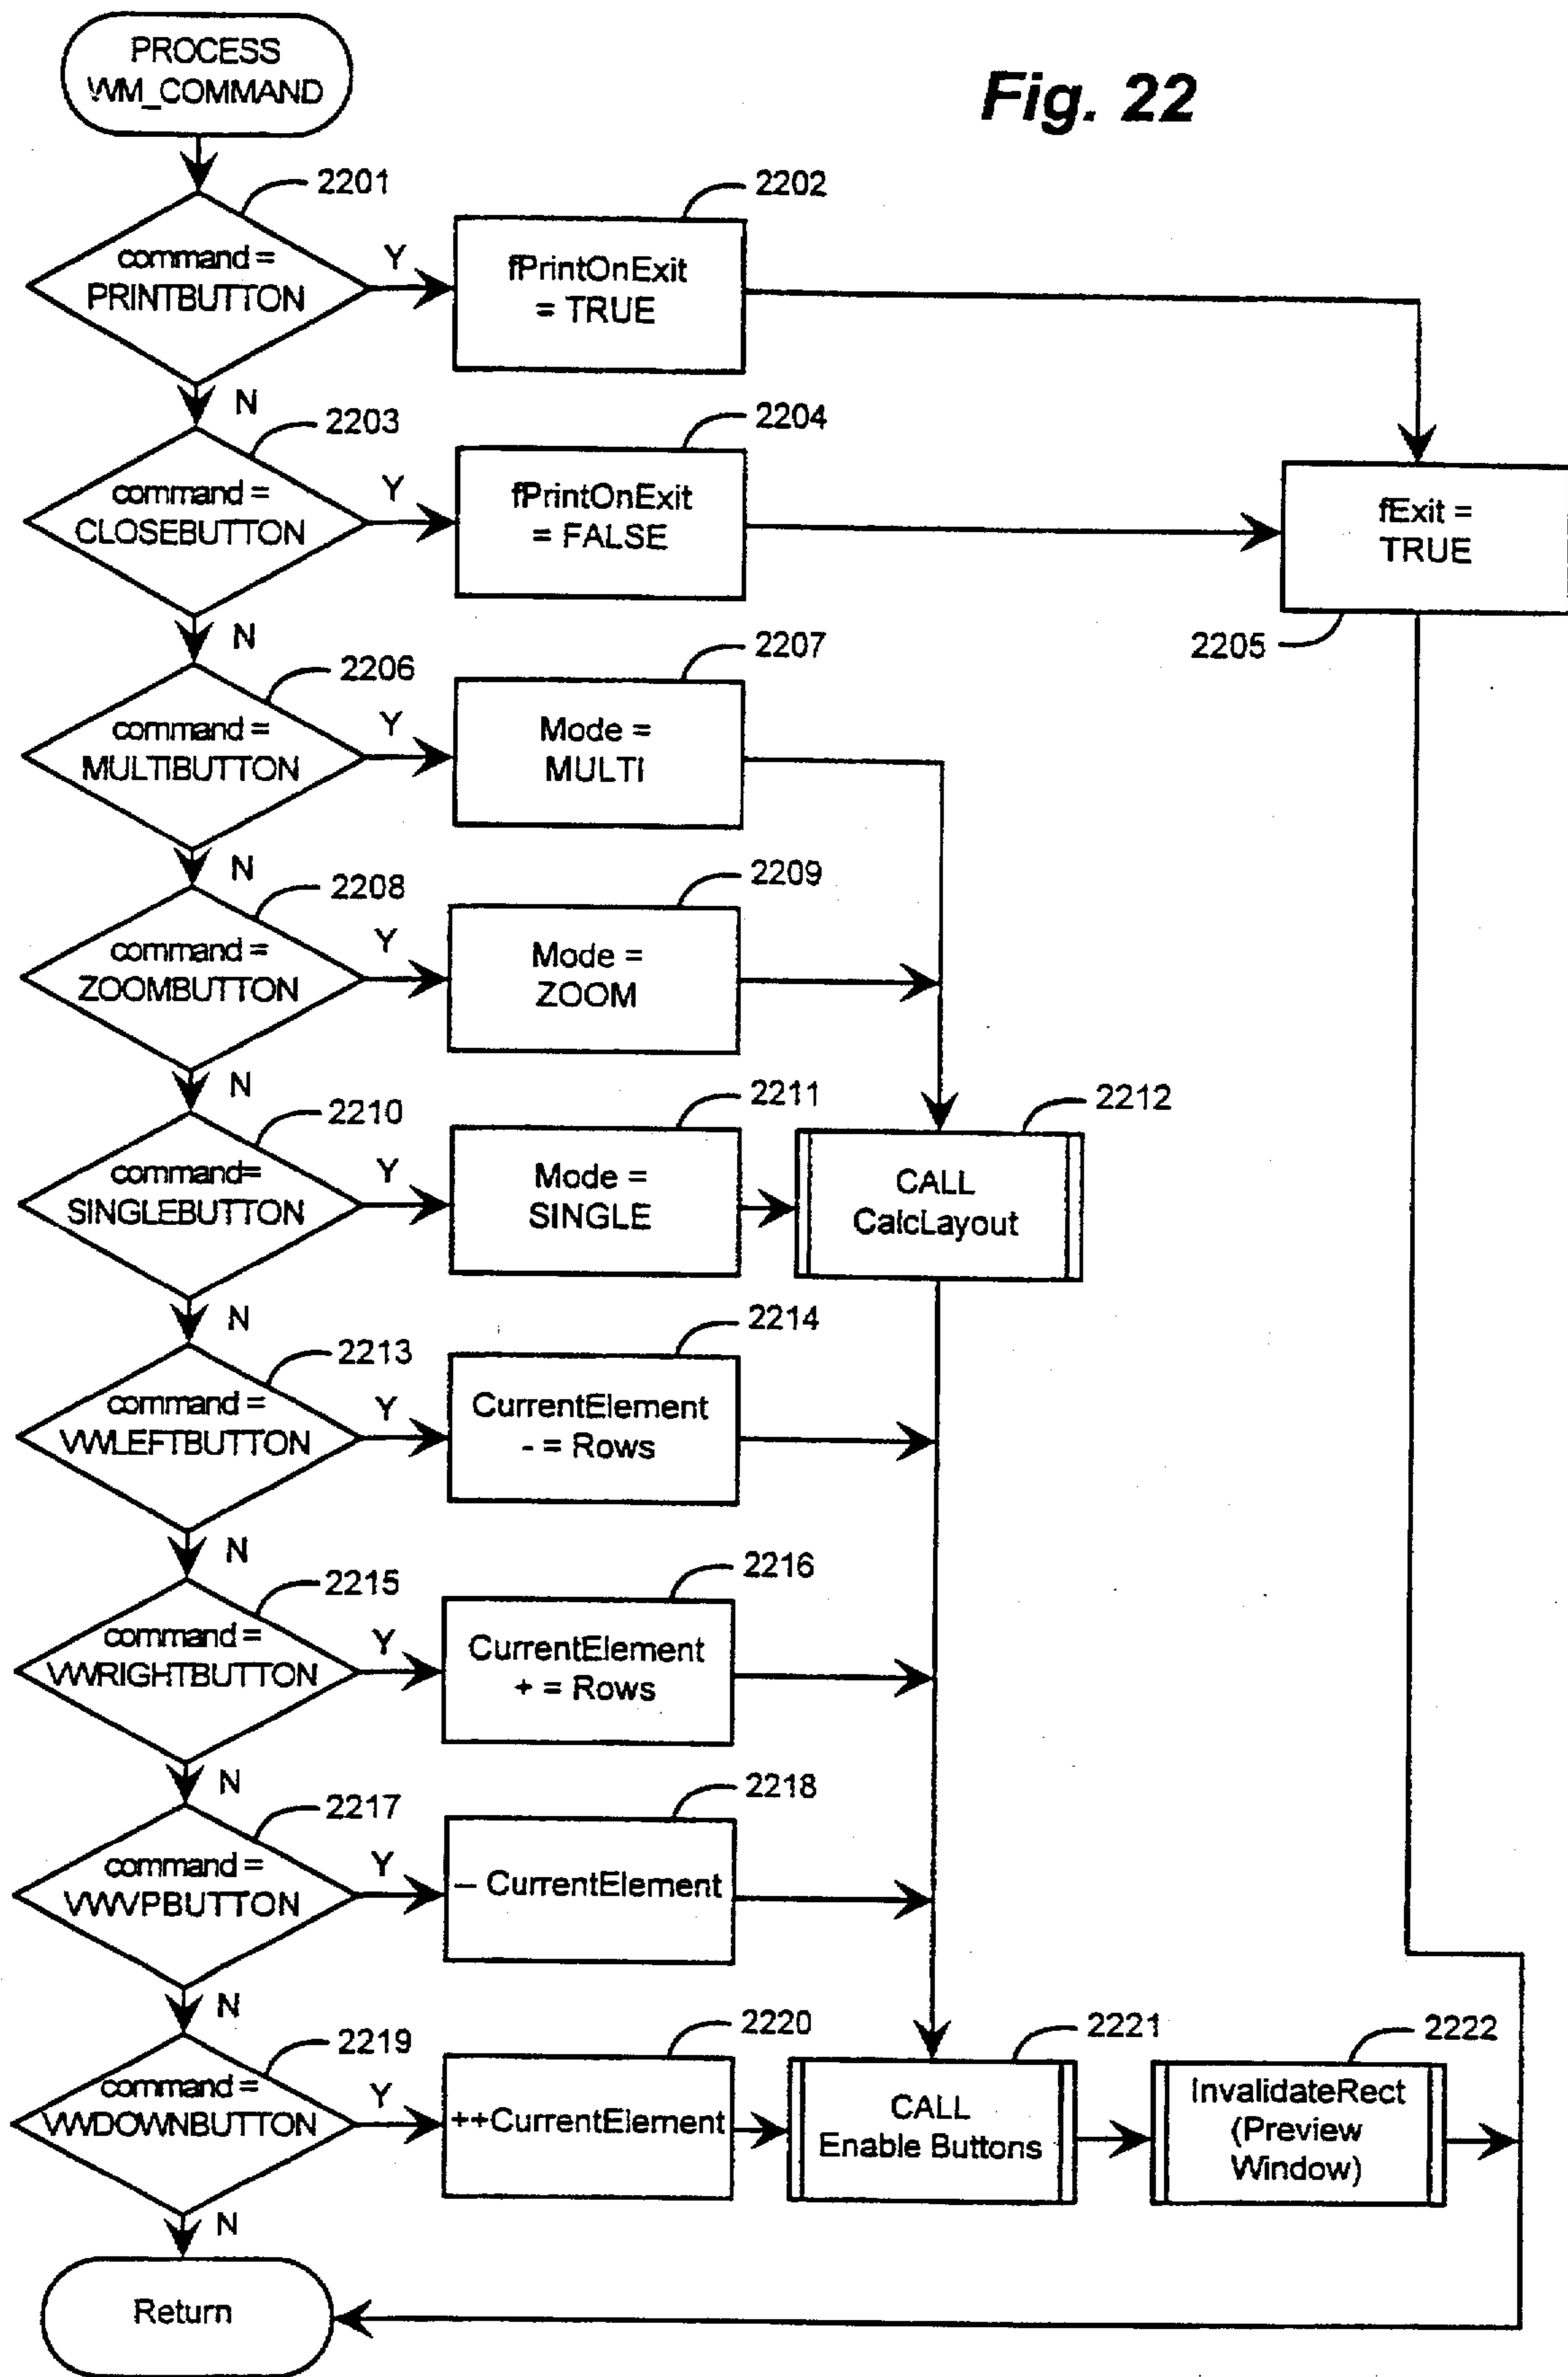 PROCESS
WM_COMMAND
Fig. 22
2201
command =
PRINTBUTTON
Y
N
2202
fPrintOnExit
= TRUE
2203
command =
CLOSEBUTTON
Y
N
2204
fPrintOnExit
= FALSE
fExit =
TRUE
2205
2206
command =
MULTIBUTTON
Y
N
2207
Mode =
MULTI
2208
command =
ZOOMBUTTON
Y
N
2209
Mode =
ZOOM
2210
command=
SINGLEBUTTON
Y
N
2211
Mode =
SINGLE
2212
CALL
CalcLayout
2213
command =
VWLEFTBUTTON
Y
N
2214
CurrentElement
- = Rows
2215
command =
VWRIGHTBUTTON
Y
N
2216
CurrentElement
+ = Rows
2217
command =
VWVPBUTTON
Y
N
2218
-- CurrentElement
2219
command =
VWDOWNBUTTON
Y
N
2220
++CurrentElement
2221
CALL
Enable Buttons
2222
InvalidateRect
(Preview
Window)
Return